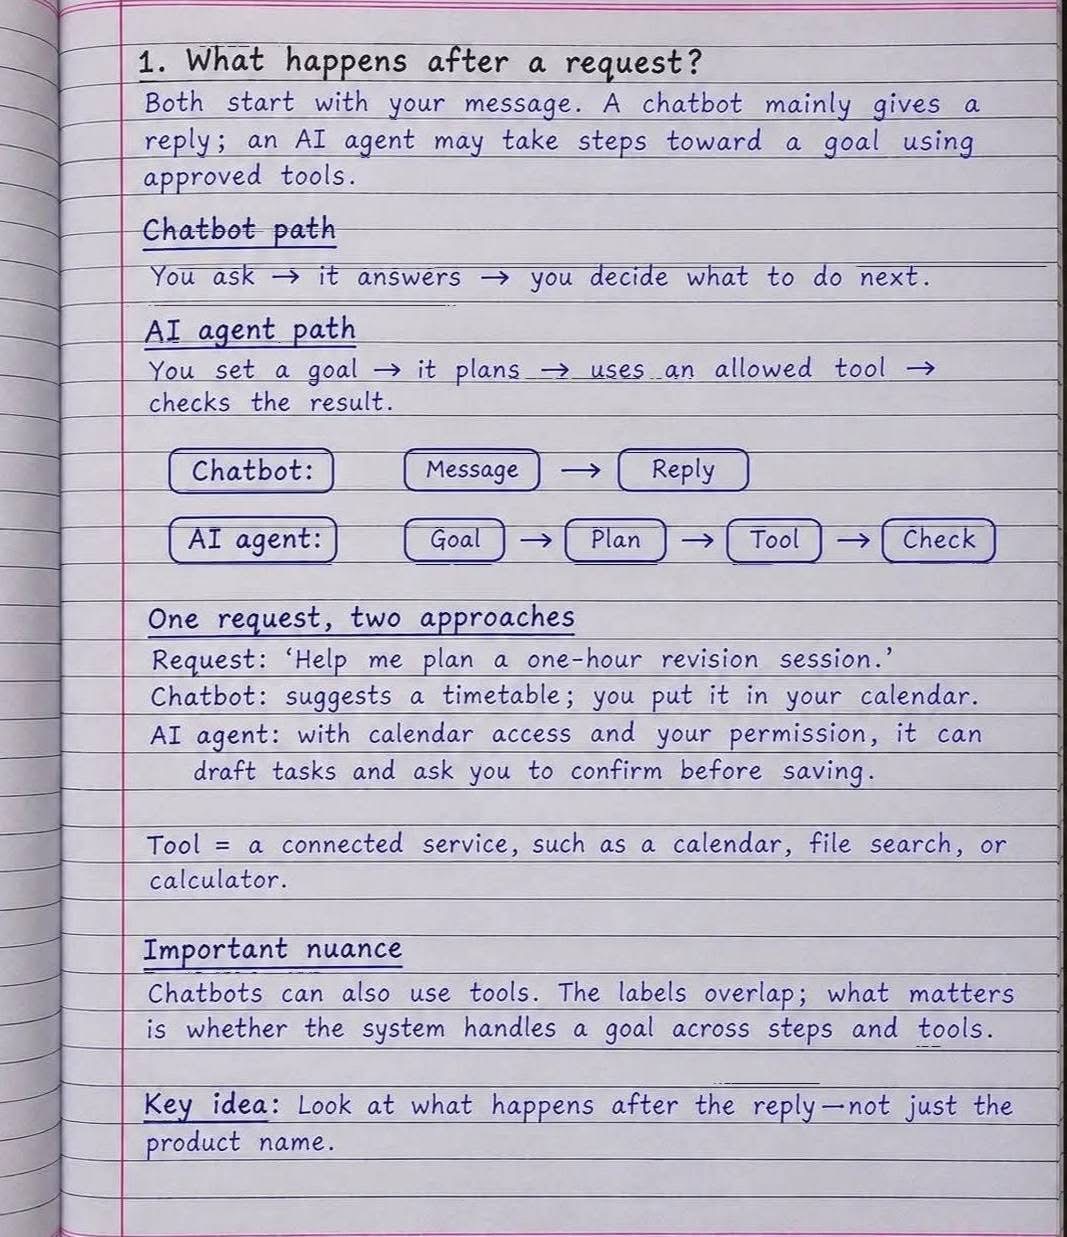 1. What happens after a request?
Both start with your message. A chatbot mainly gives a
reply; an AI agent may take steps toward a goal using
approved tools.
Chatbot path
You ask → it answers → you decide what to do next.
AI agent path
You set a goal → it plans → uses an allowed tool →
checks the result.
Chatbot: Message → Reply
AI agent: Goal → Plan → Tool → Check
One request, two approaches
Request: ‘Help me plan a one-hour revision session.’
Chatbot: suggests a timetable; you put it in your calendar.
AI agent: with calendar access and your permission, it can
draft tasks and ask you to confirm before saving.
Tool = a connected service, such as a calendar, file search, or
calculator.
Important nuance
Chatbots can also use tools. The labels overlap; what matters
is whether the system handles a goal across steps and tools.
Key idea: Look at what happens after the reply—not just the
product name.